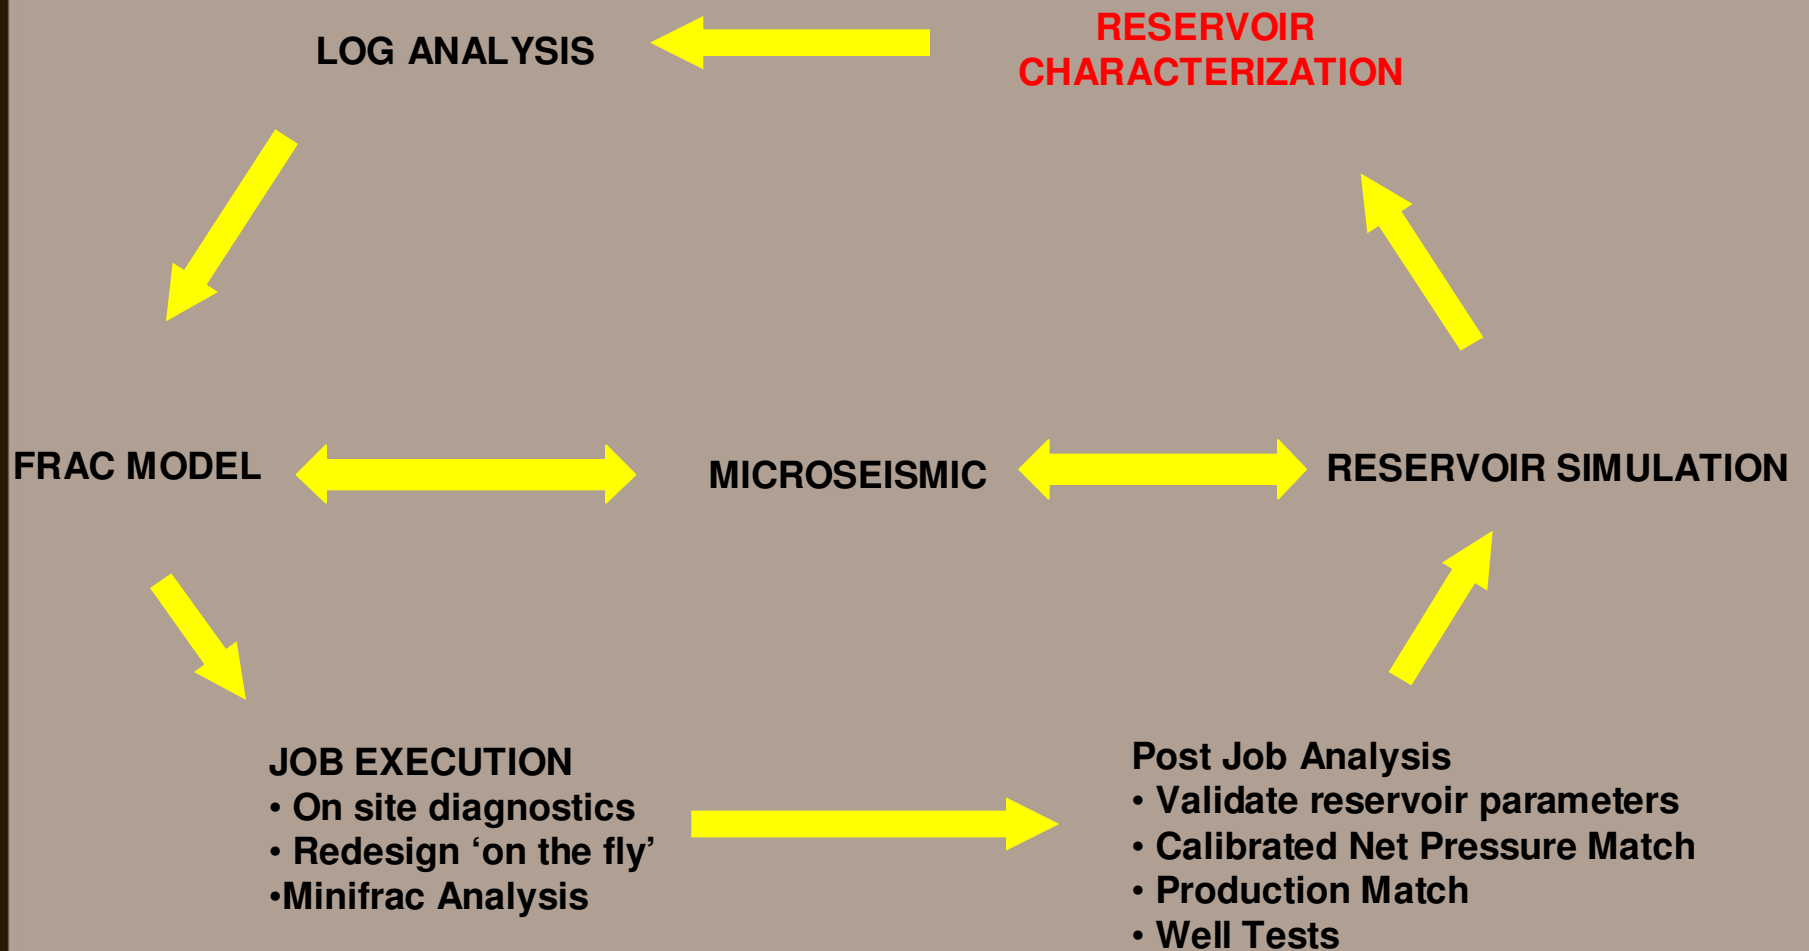 LOG ANALYSIS
RESERVOIR
CHARACTERIZATION
FRAC MODEL
MICROSEISMIC
RESERVOIR SIMULATION
JOB EXECUTION
• On site diagnostics
• Redesign ‘on the fly’
•Minifrac Analysis
Post Job Analysis
• Validate reservoir parameters
• Calibrated Net Pressure Match
• Production Match
• Well Tests